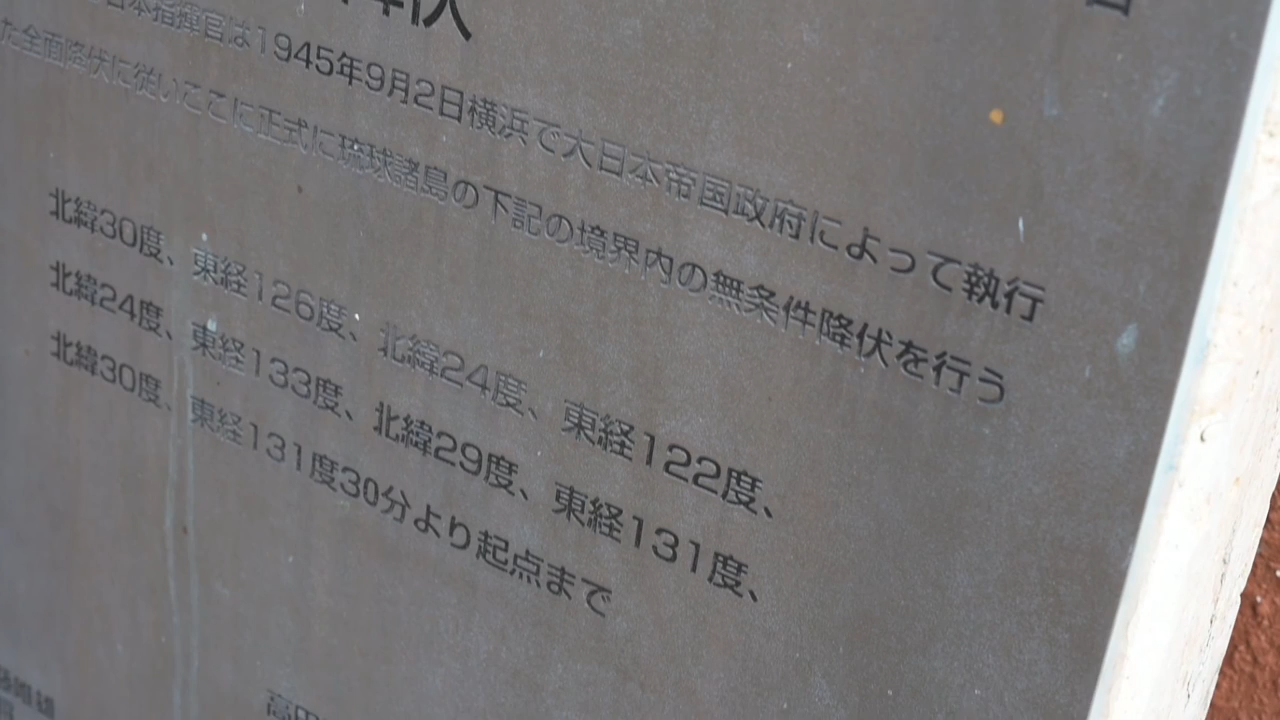 降伏
日本指揮官は1945年9月2日横浜で大日本帝国政府によって執行
た全面降伏に従いここに正式に琉球諸島の下記の境界内の無条件降伏を行う
北緯30度、東経126度、北緯24度、東経122度、
北緯24度、東経133度、北緯29度、東経131度、
北緯30度、東経131度30分より起点まで
高田